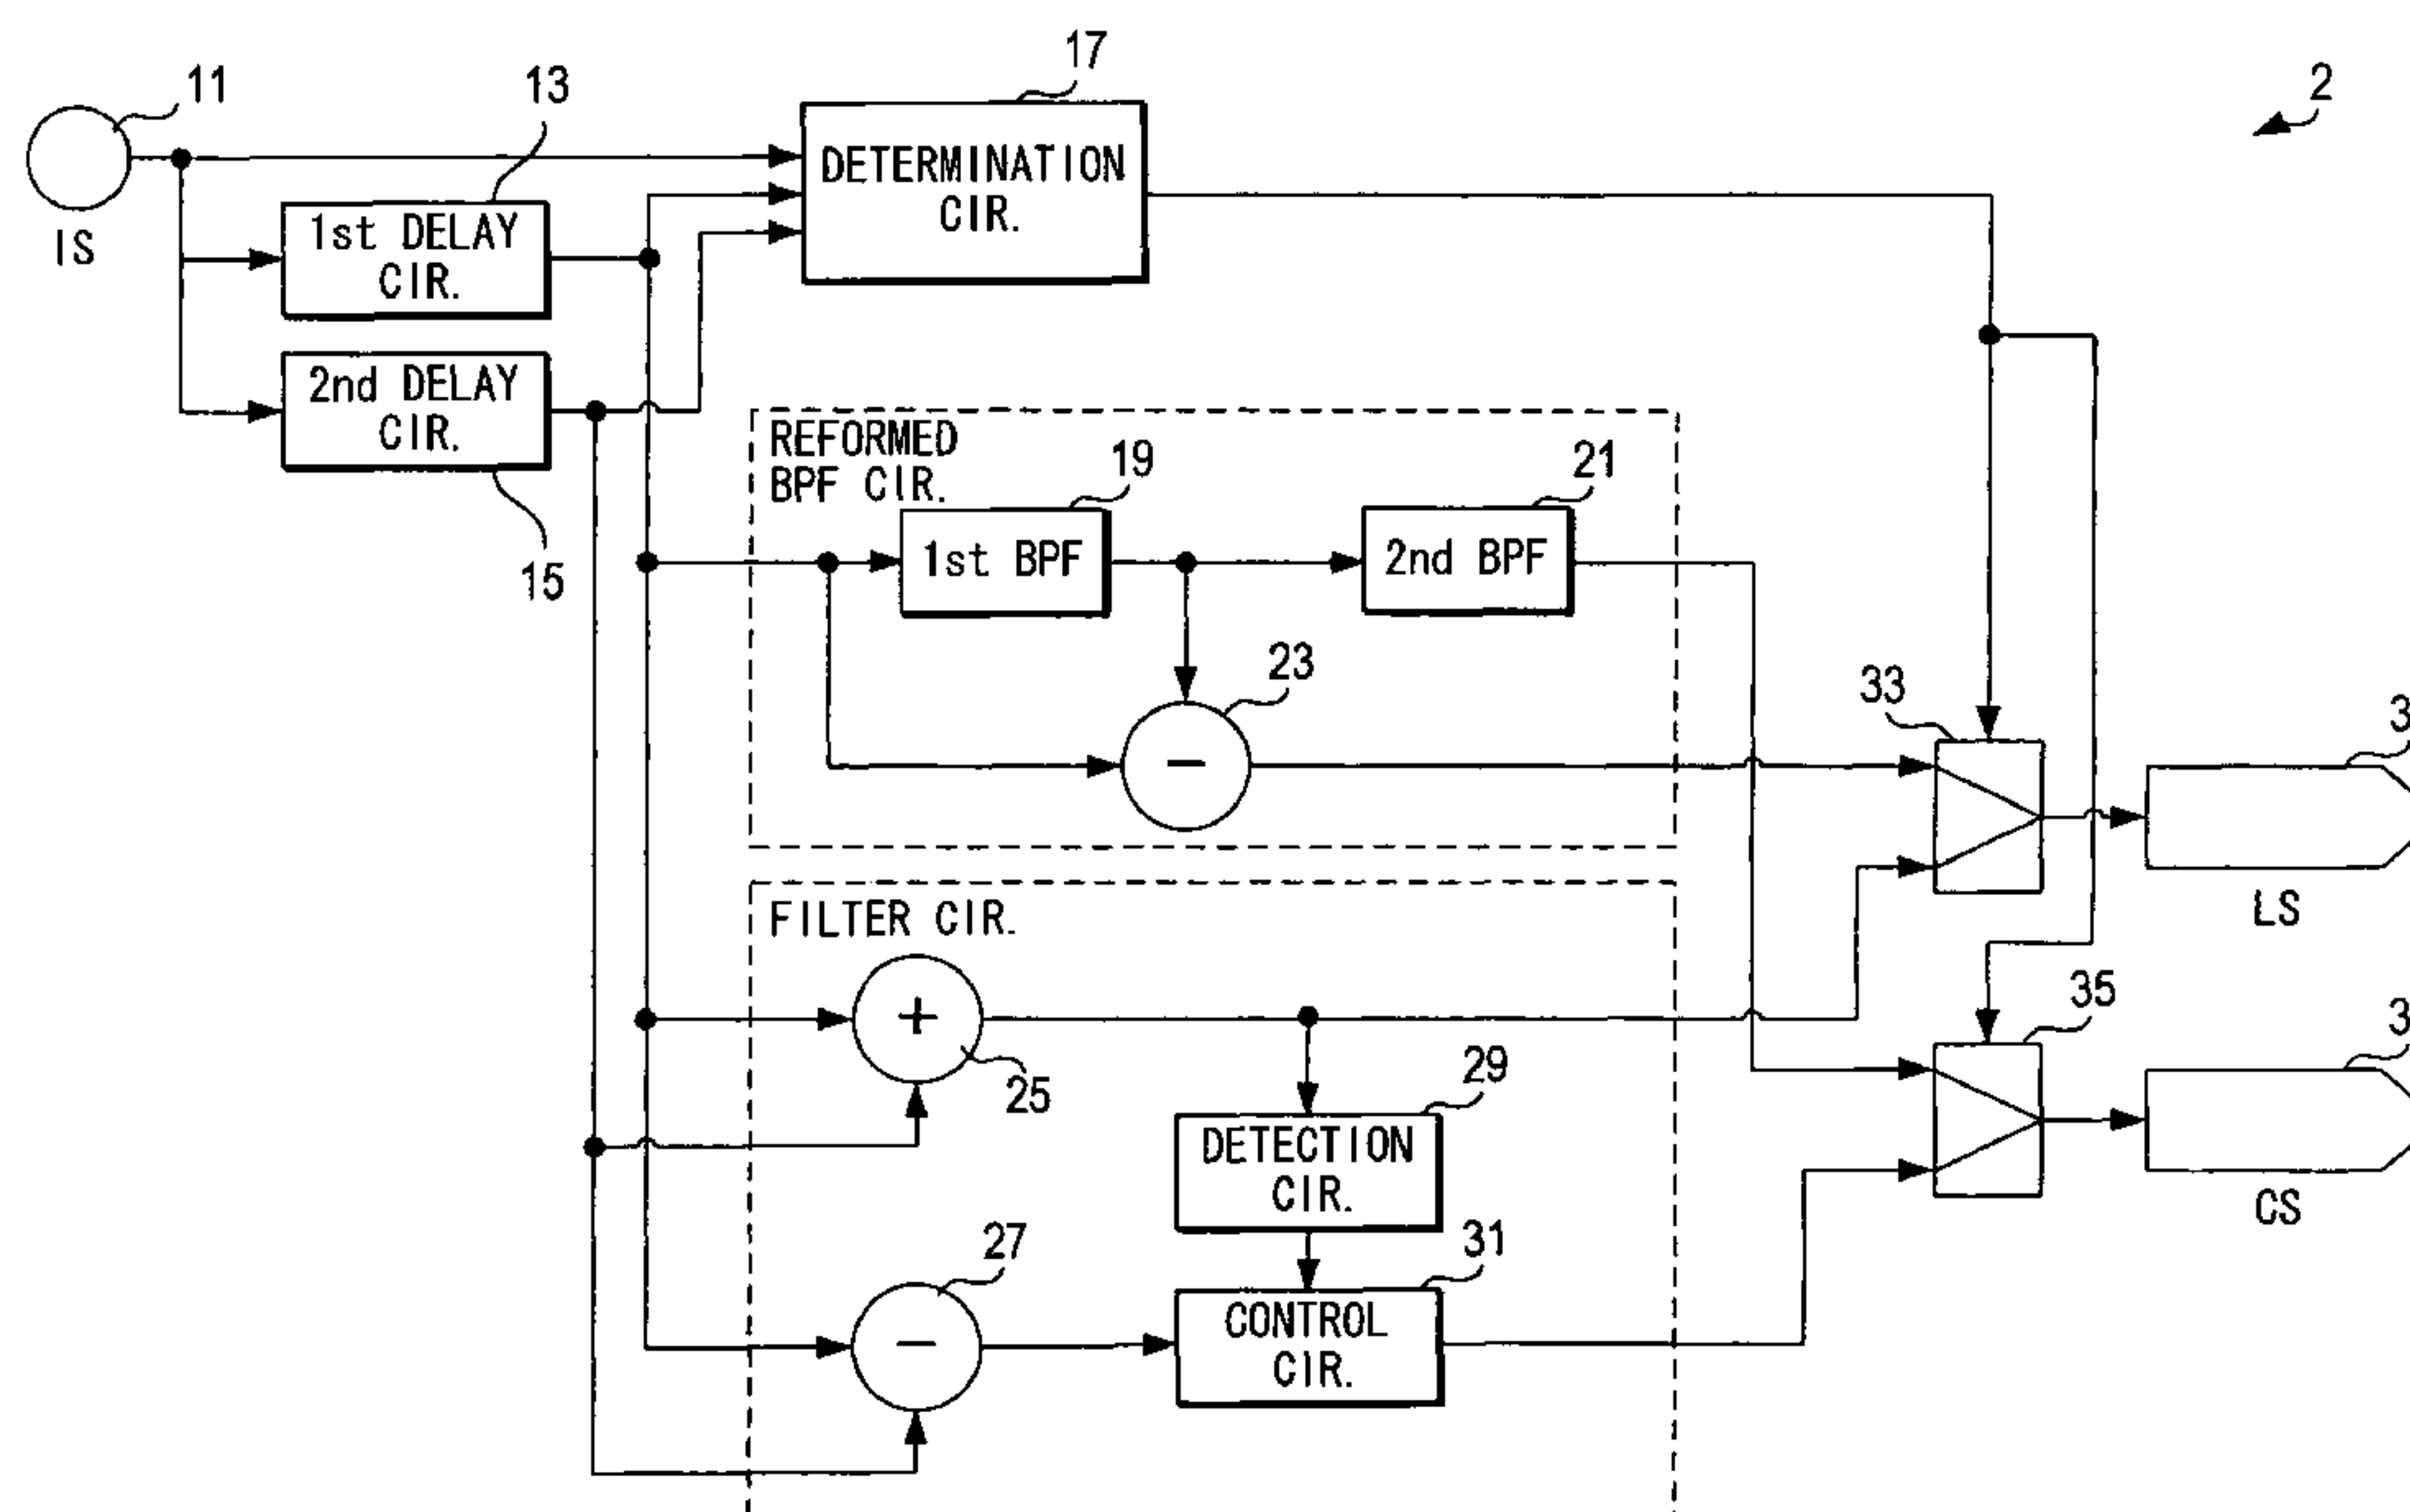 11
13
17
2
IS
1st DELAY
CIR.
DETERMINATION
CIR.
2nd DELAY
CIR.
15
REFORMED
BPF CIR.
19
21
1st BPF
2nd BPF
23
33
3
LS
FILTER CIR.
+
25
29
35
3
DETECTION
CIR.
CS
27
31
CONTROL
CIR.
−
−